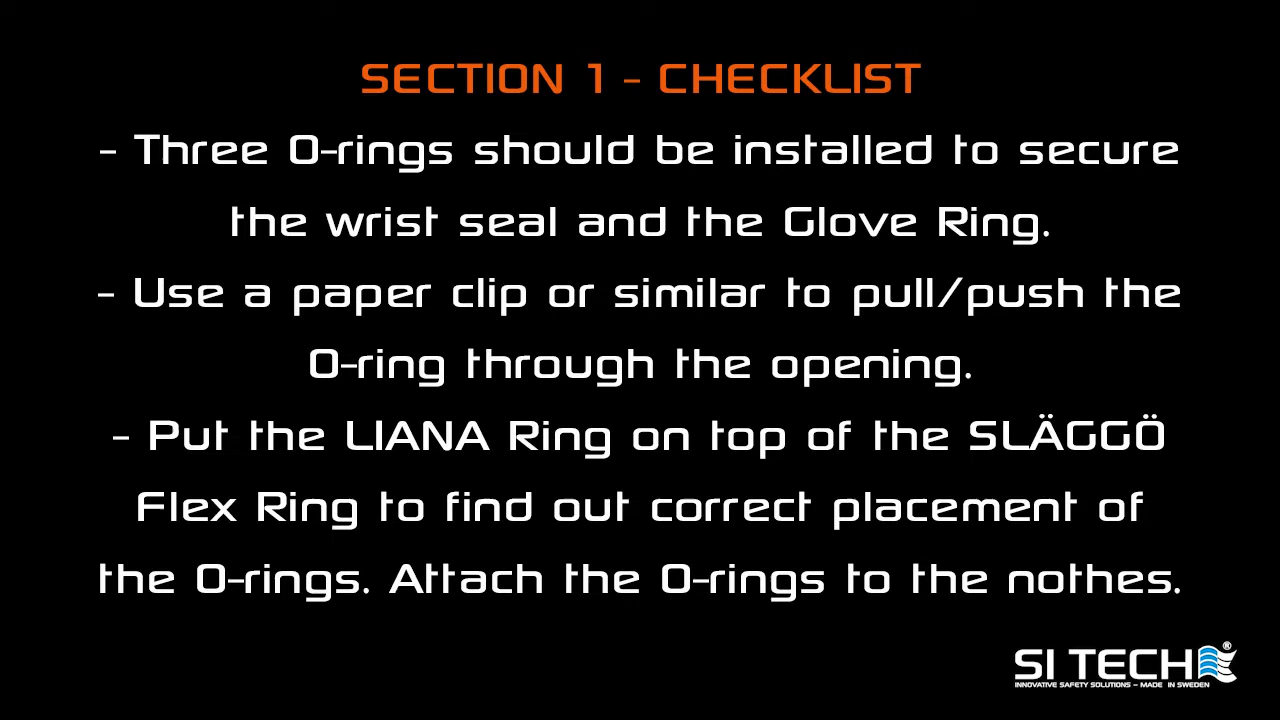 SECTION 1 - CHECKLIST
- Three O-rings should be installed to secure
the wrist seal and the Glove Ring.
- Use a paper clip or similar to pull/push the
O-ring through the opening.
- Put the LIANA Ring on top of the SLÄGGÖ
Flex Ring to find out correct placement of
the O-rings. Attach the O-rings to the nothes.
SI TECH®
INNOVATIVE SAFETY SOLUTIONS – MADE IN SWEDEN